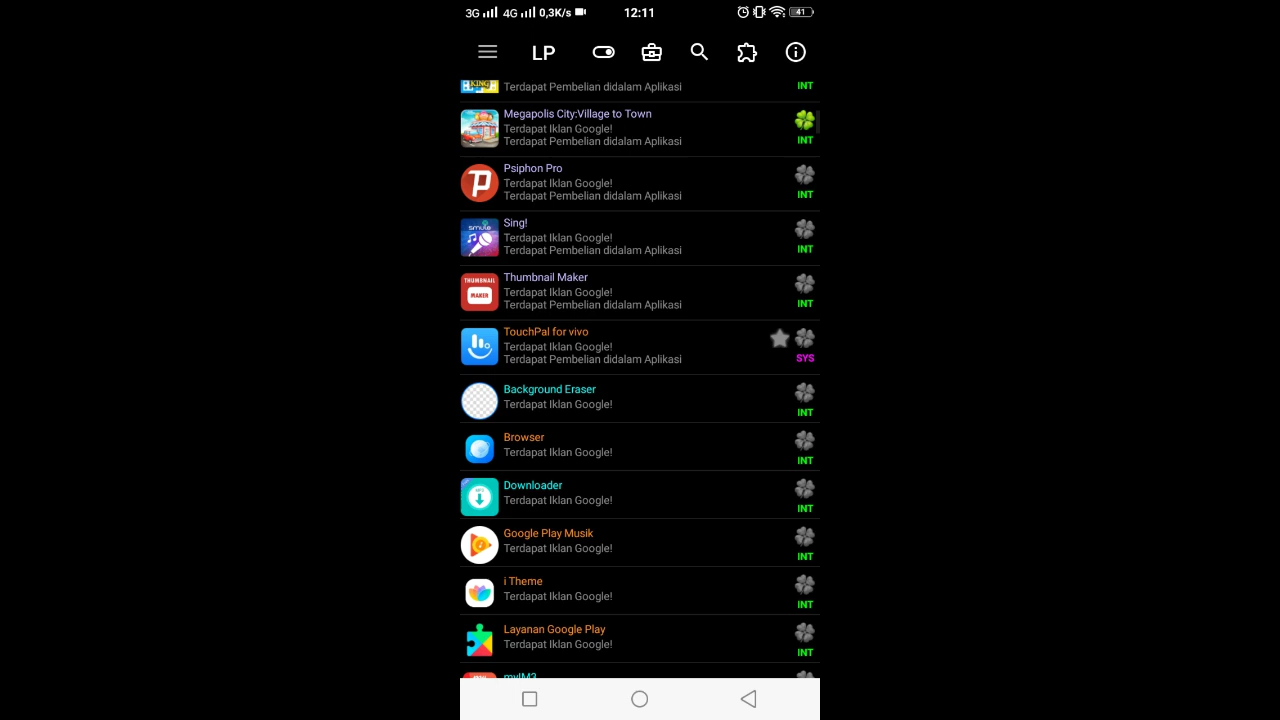 3G 4G 0,3K/s 12:11 41
LP
KING
Terdapat Pembelian didalam Aplikasi INT
Megapolis City:Village to Town
Terdapat Iklan Google!
Terdapat Pembelian didalam Aplikasi INT
Psiphon Pro
Terdapat Iklan Google!
Terdapat Pembelian didalam Aplikasi INT
Sing!
smule
Terdapat Iklan Google!
Terdapat Pembelian didalam Aplikasi INT
Thumbnail Maker
THUMBNAIL
MAKER
Terdapat Iklan Google!
Terdapat Pembelian didalam Aplikasi INT
TouchPal for vivo
Terdapat Iklan Google!
Terdapat Pembelian didalam Aplikasi SYS
Background Eraser
Terdapat Iklan Google! INT
Browser
Terdapat Iklan Google! INT
Downloader
Terdapat Iklan Google! INT
Google Play Musik
Terdapat Iklan Google! INT
i Theme
Terdapat Iklan Google! INT
Layanan Google Play
Terdapat Iklan Google! INT
myIM3